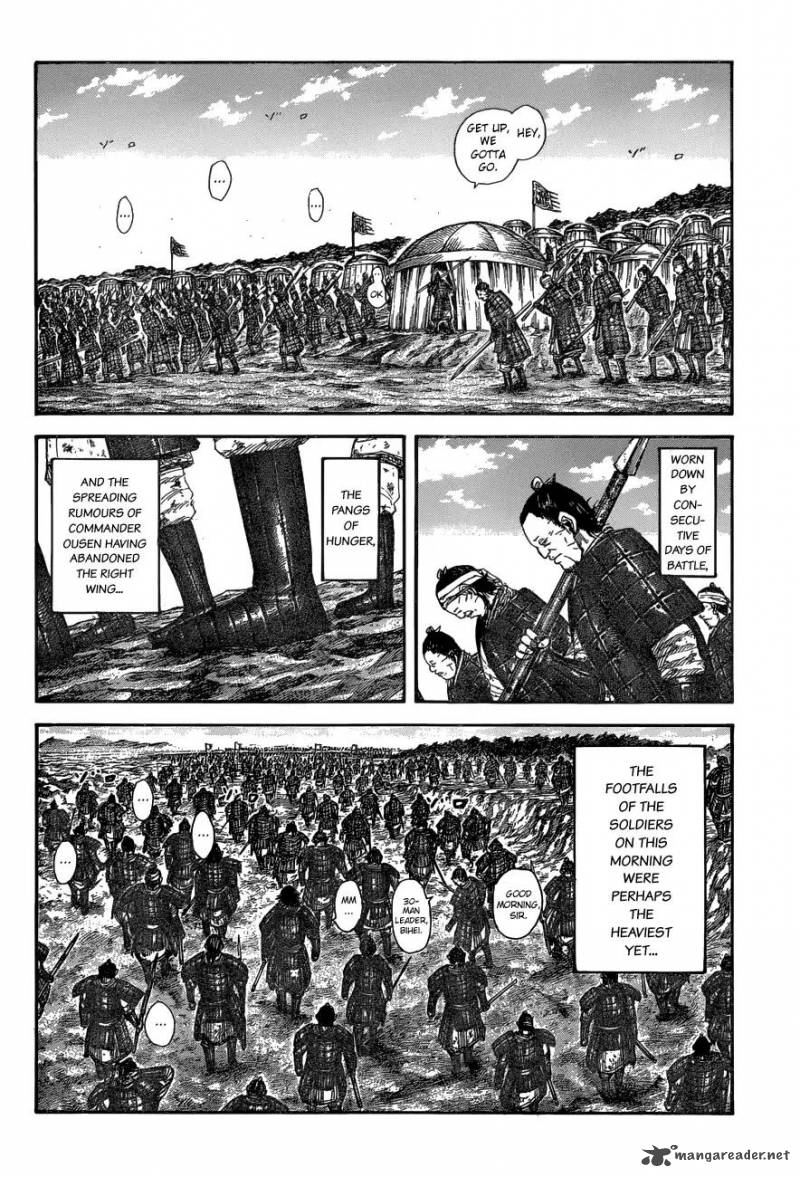 HEY,
GET UP,
WE
GOTTA
GO.
OK
...
...
...
WORN
DOWN
BY
CON-
SECU-
TIVE
DAYS OF
BATTLE,
THE
PANGS
OF
HUNGER,
AND THE
SPREADING
RUMOURS OF
COMMANDER
OUSEN HAVING
ABANDONED
THE RIGHT
WING...
THE
FOOTFALLS
OF THE
SOLDIERS
ON THIS
MORNING
WERE
PERHAPS
THE
HEAVIEST
YET...
GOOD
MORNING,
SIR.
30-
MAN
LEADER,
BIHEI.
MM
...
...
...
...
...
mangareader.net